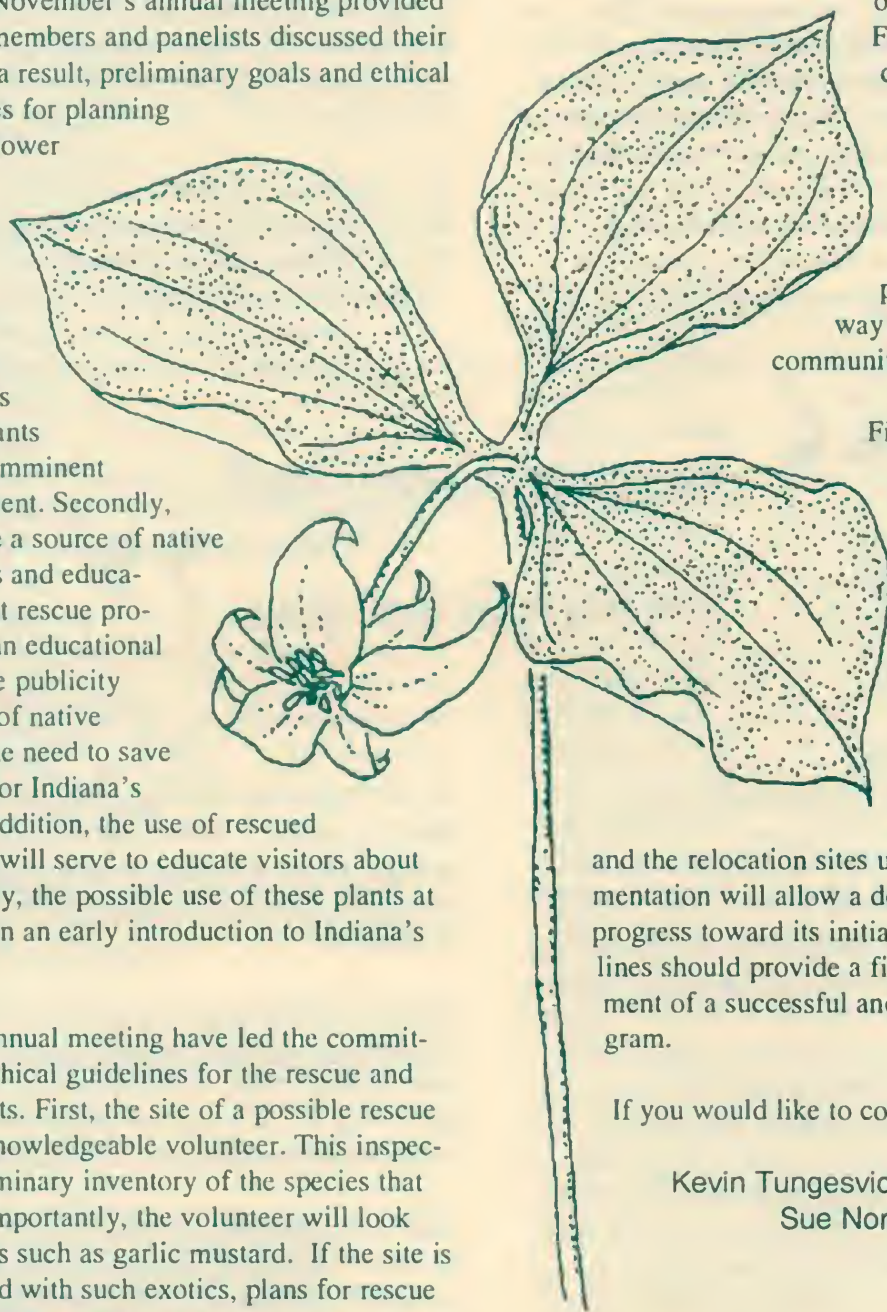 November's annual meeting provided
members and panelists discussed their
a result, preliminary goals and ethical
es for planning
ower
s
ants
mminent
ent. Secondly,
e a source of native
s and educa-
t rescue pro-
an educational
e publicity
of native
e need to save
or Indiana's
ddition, the use of rescued
will serve to educate visitors about
y, the possible use of these plants at
n an early introduction to Indiana's
nnual meeting have led the commit-
hical guidelines for the rescue and
ts. First, the site of a possible rescue
nowledgeable volunteer. This inspec-
minary inventory of the species that
mportantly, the volunteer will look
s such as garlic mustard. If the site is
d with such exotics, plans for rescue
way
communi
and the relocation sites u
mentation will allow a d
progress toward its initia
lines should provide a fi
ment of a successful and
gram.
If you would like to co
Kevin Tungesvic
Sue Nor